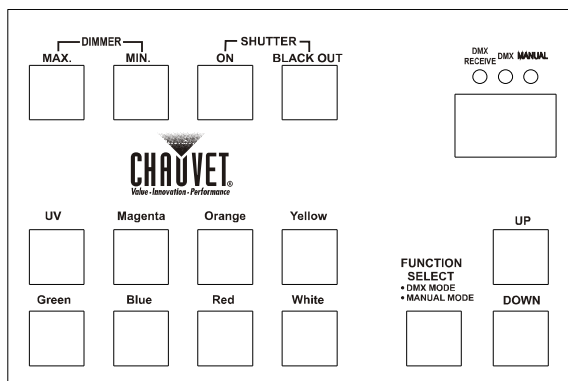 DIMMER
SHUTTER
MAX. MIN. ON BLACK OUT
DMX RECEIVE DMX MANUAL
CHAUVET®
Value - Innovation - Performance
UV Magenta Orange Yellow
UP
FUNCTION
SELECT
• DMX MODE
• MANUAL MODE
Green Blue Red White
DOWN